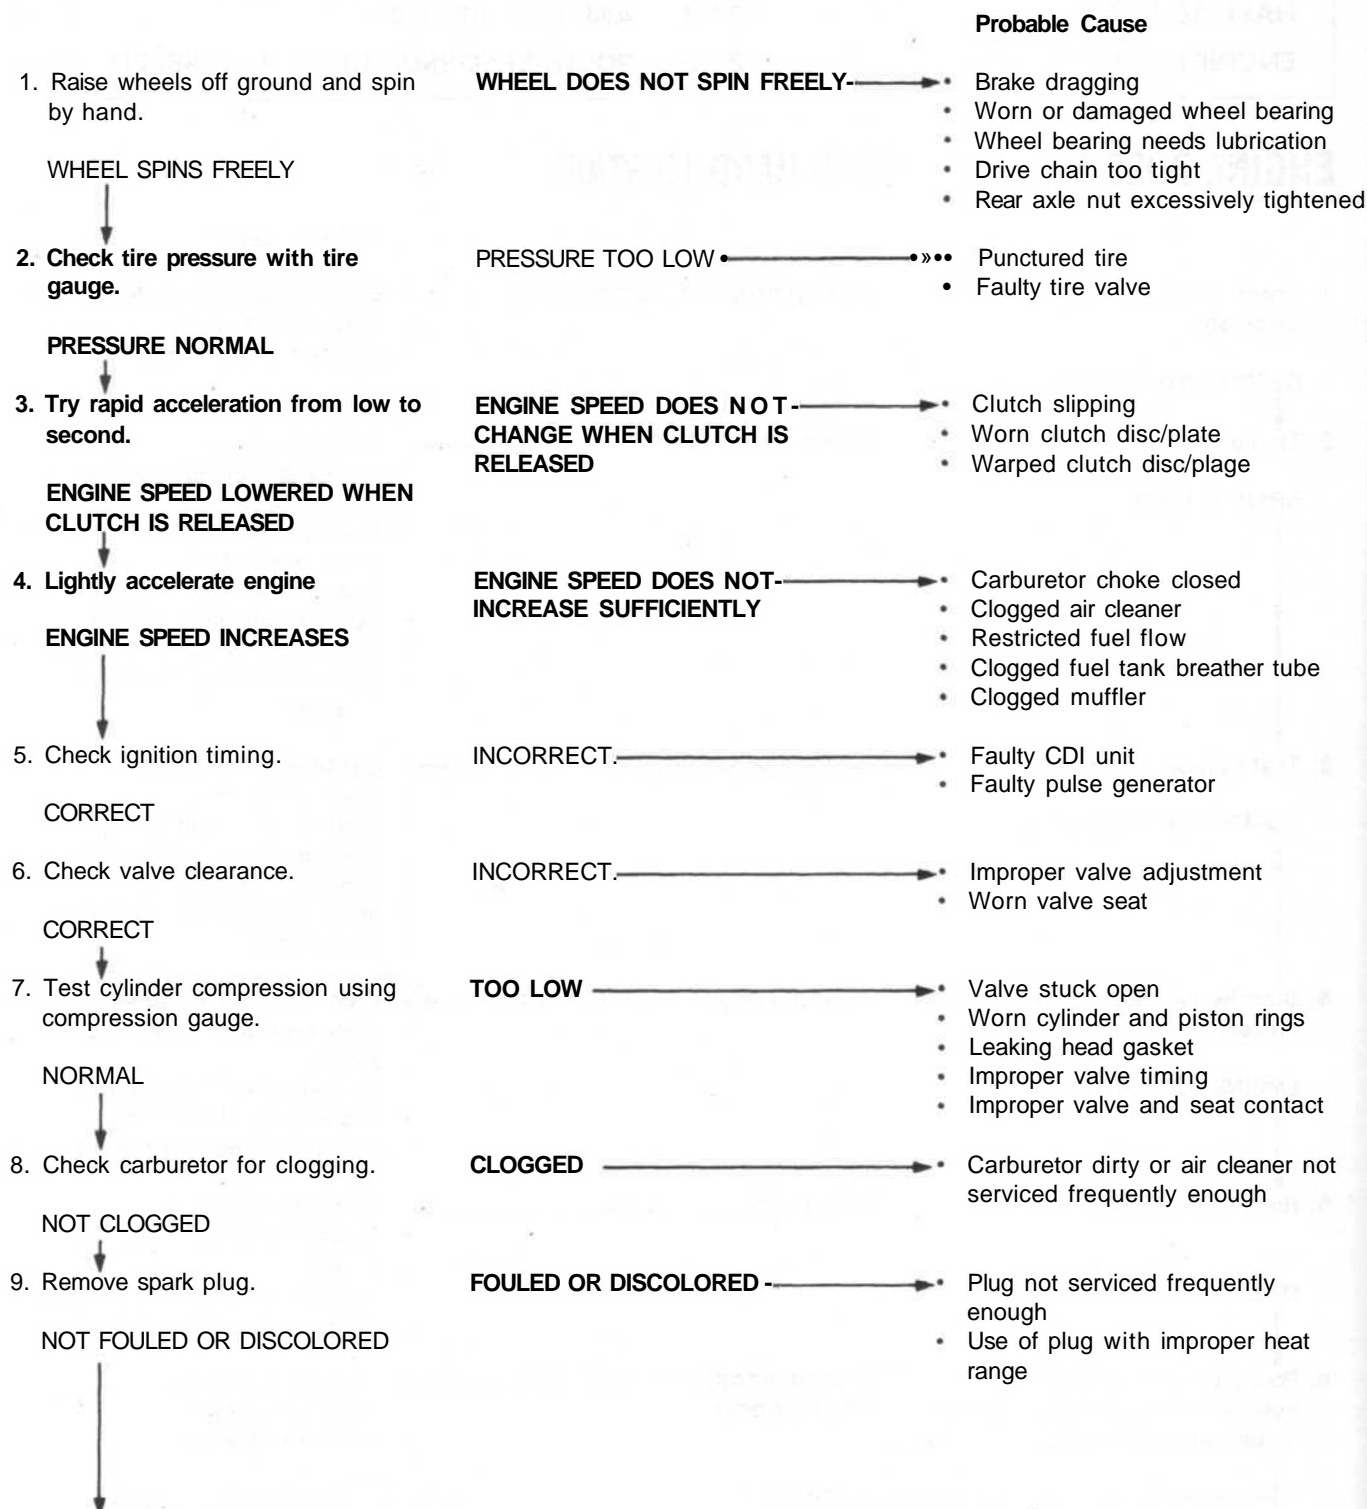 Probable Cause
1. Raise wheels off ground and spin by hand.
WHEEL DOES NOT SPIN FREELY-
• Brake dragging
• Worn or damaged wheel bearing
• Wheel bearing needs lubrication
• Drive chain too tight
• Rear axle nut excessively tightened
WHEEL SPINS FREELY
2. Check tire pressure with tire gauge.
PRESSURE TOO LOW •
•»•• Punctured tire
• Faulty tire valve
PRESSURE NORMAL
3. Try rapid acceleration from low to second.
ENGINE SPEED DOES NOT-
CHANGE WHEN CLUTCH IS
RELEASED
• Clutch slipping
• Worn clutch disc/plate
• Warped clutch disc/plage
ENGINE SPEED LOWERED WHEN
CLUTCH IS RELEASED
4. Lightly accelerate engine
ENGINE SPEED DOES NOT-
INCREASE SUFFICIENTLY
• Carburetor choke closed
• Clogged air cleaner
• Restricted fuel flow
• Clogged fuel tank breather tube
• Clogged muffler
ENGINE SPEED INCREASES
5. Check ignition timing.
INCORRECT.
• Faulty CDI unit
• Faulty pulse generator
CORRECT
6. Check valve clearance.
INCORRECT.
• Improper valve adjustment
• Worn valve seat
CORRECT
7. Test cylinder compression using
compression gauge.
TOO LOW
• Valve stuck open
• Worn cylinder and piston rings
• Leaking head gasket
• Improper valve timing
• Improper valve and seat contact
NORMAL
8. Check carburetor for clogging.
CLOGGED
• Carburetor dirty or air cleaner not
serviced frequently enough
NOT CLOGGED
9. Remove spark plug.
FOULED OR DISCOLORED -
• Plug not serviced frequently
enough
• Use of plug with improper heat
range
NOT FOULED OR DISCOLORED